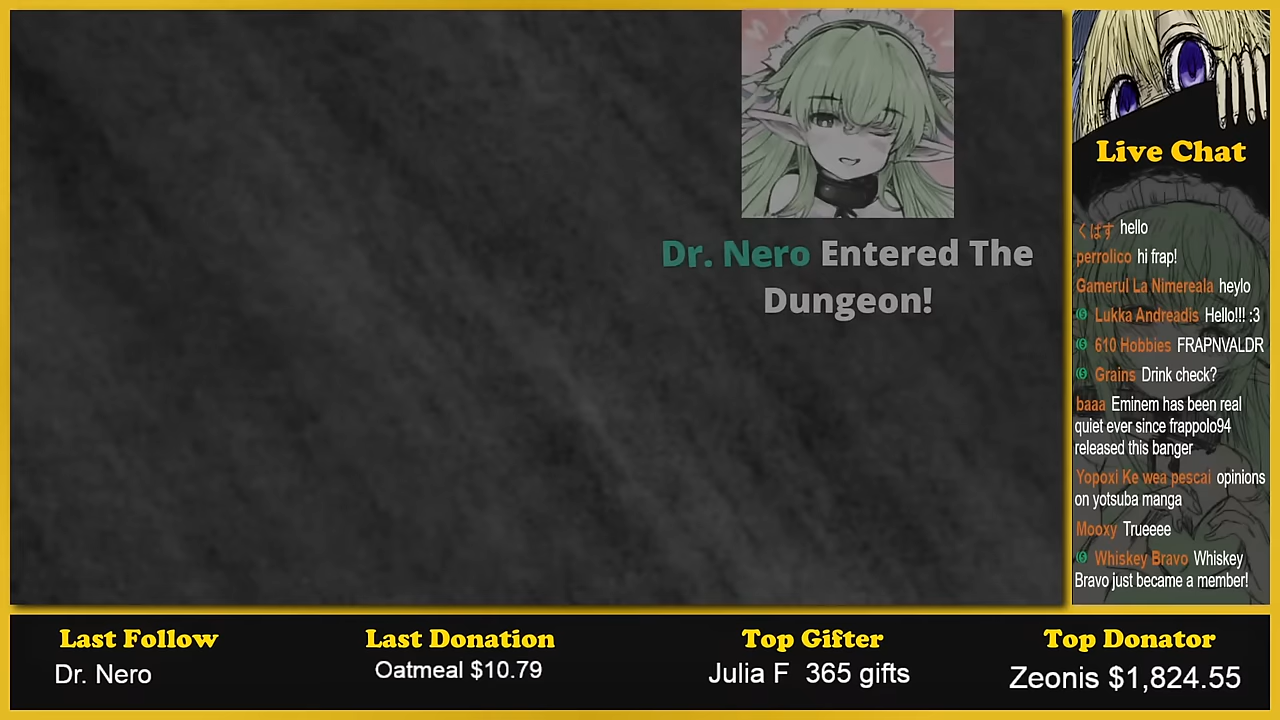 Dr. Nero Entered The
Dungeon!
Live Chat
くぱす hello
perrolico hi frap!
Gamerul La Nimereala heylo
Lukka Andreadis Hello!!! :3
610 Hobbies FRAPNVALDR
Grains Drink check?
baaa Eminem has been real
quiet ever since frappolo94
released this banger
Yopoxi Ke wea pescai opinions
on yotsuba manga
Mooxy Trueeee
Whiskey Bravo Whiskey
Bravo just became a member!
Last Follow
Dr. Nero
Last Donation
Oatmeal $10.79
Top Gifter
Julia F 365 gifts
Top Donator
Zeonis $1,824.55